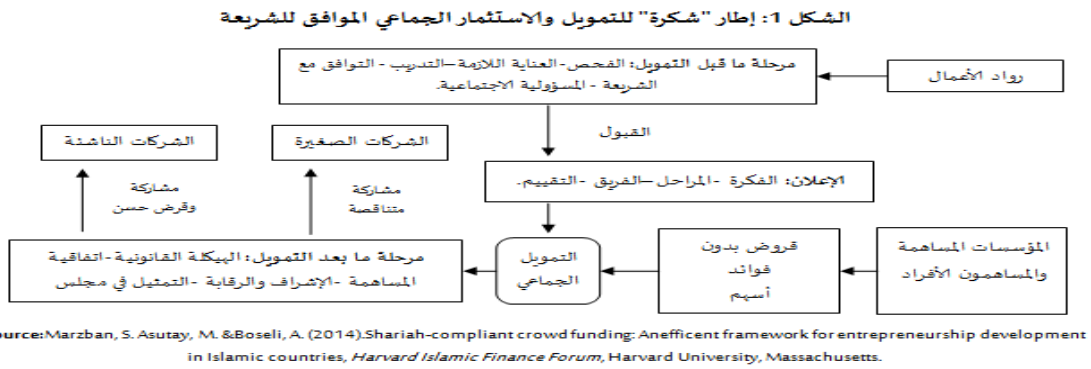 الشكل 1: إطار "شكرة" للتمويل والاستثمار الجماعي الموافق للشريعة
رواد الأعمال
مرحلة ما قبل التمويل: الفحص- العناية اللازمة–التدريب - التوافق مع
الشريعة - المسؤولية الاجتماعية.
القبول
الشركات الصغيرة
الشركات الناشئة
الإعلان: الفكرة -المراحل –الفريق -التقييم.
مشاركة
متناقصة
مشاركة
وقرض حسن
المؤسسات المساهمة
والمساهمون الأفراد
قروض بدون
فوائد
أسهم
التمويل
الجماعي
مرحلة ما بعد التمويل: الهيكلة القانونية -اتفاقية
المساهمة -الإشراف والرقابة -التمثيل في مجلس
ource: Marzban, S. Asutay, M. &Boseli, A. (2014).Shariah-compliant crowd funding: Anefficent framework for entrepreneurship development
in Islamic countries, Harvard Islamic Finance Forum, Harvard University, Massachusetts.